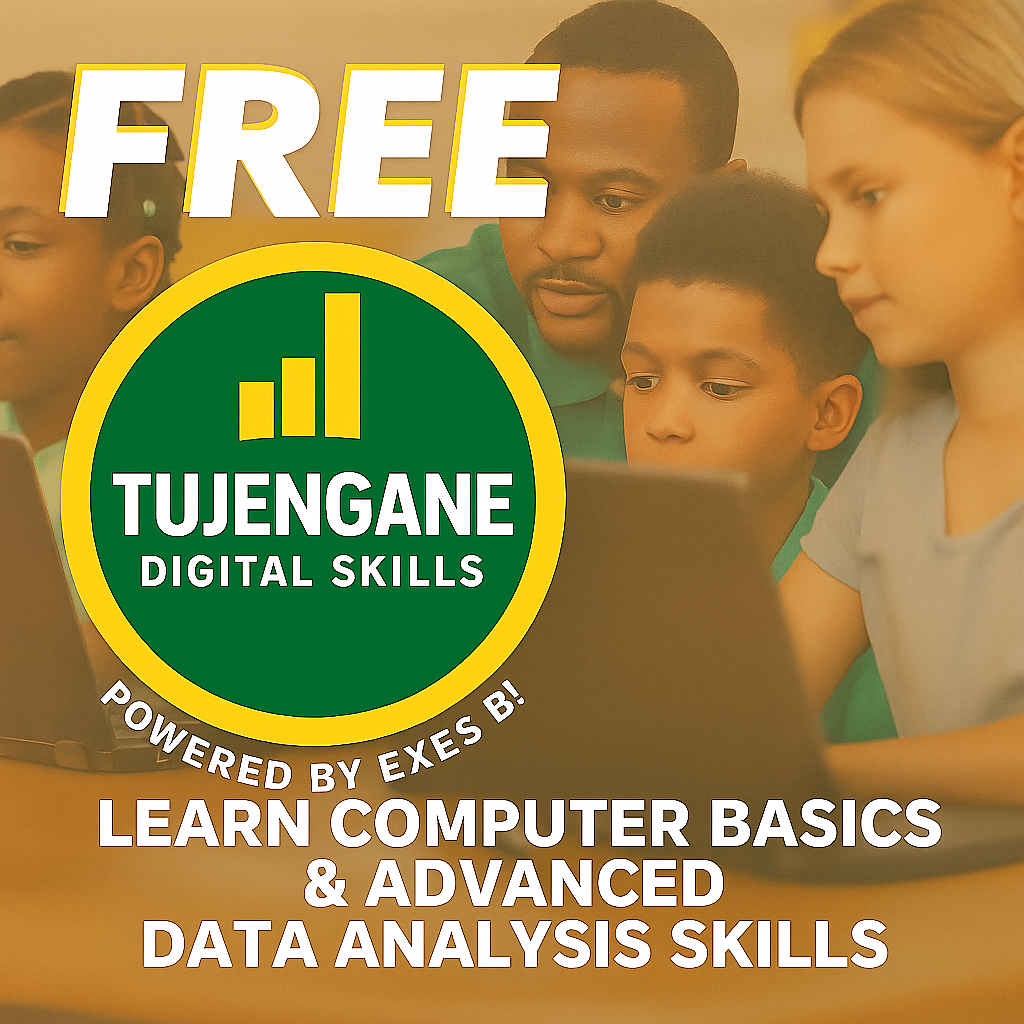 FREE
TUJENGANE
DIGITAL SKILLS
POWERED BY EXES B!
LEARN COMPUTER BASICS
& ADVANCED
DATA ANALYSIS SKILLS